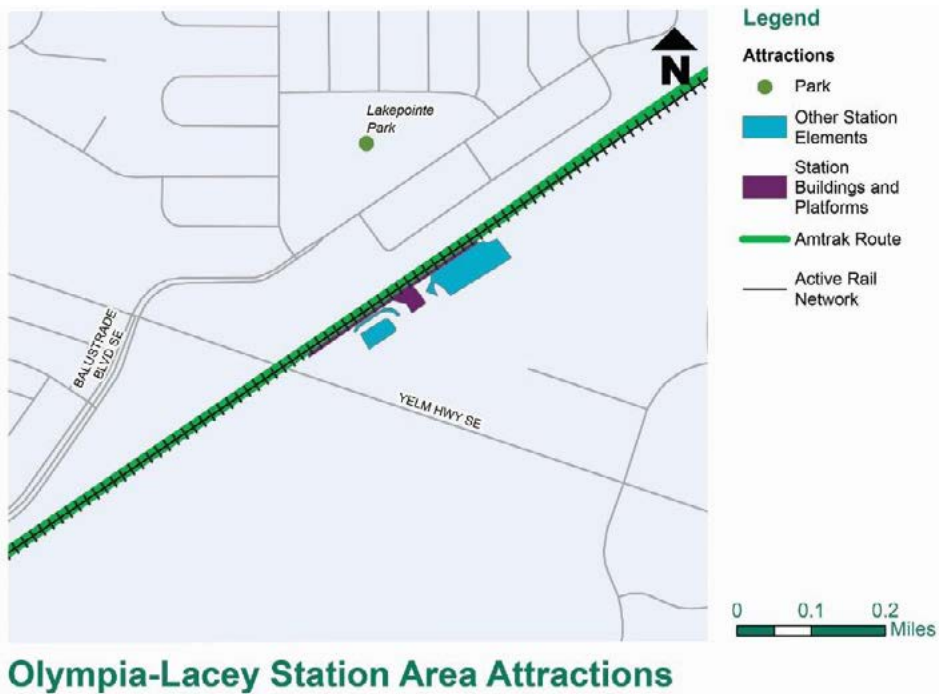 Lakepointe
Park
N
BALUSTRADE
BLVD SE
YELM HWY SE
Legend
Attractions
Park
Other Station
Elements
Station
Buildings and
Platforms
Amtrak Route
Active Rail
Network
0 0.1 0.2
Miles
Olympia-Lacey Station Area Attractions